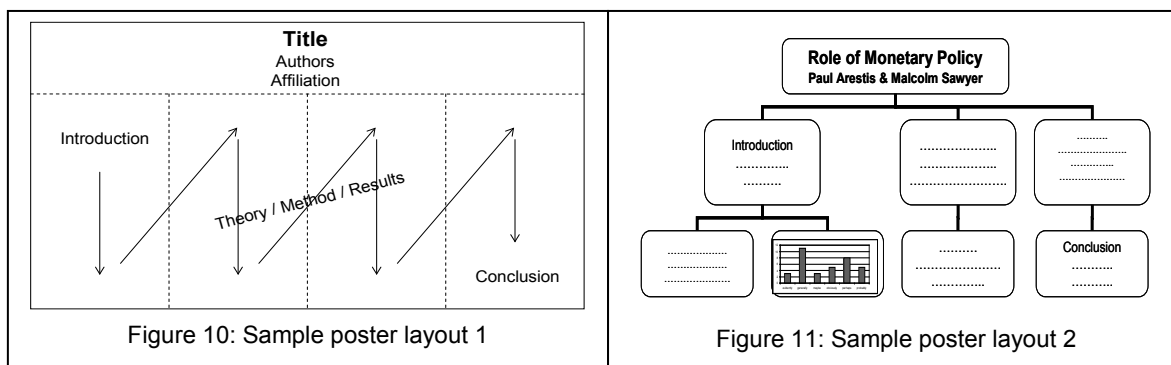 Title
Authors
Affiliation
Introduction
Theory / Method / Results
Conclusion
Figure 10: Sample poster layout 1
Role of Monetary Policy
Paul Arestis & Malcolm Sawyer
Introduction
Conclusion
Figure 11: Sample poster layout 2